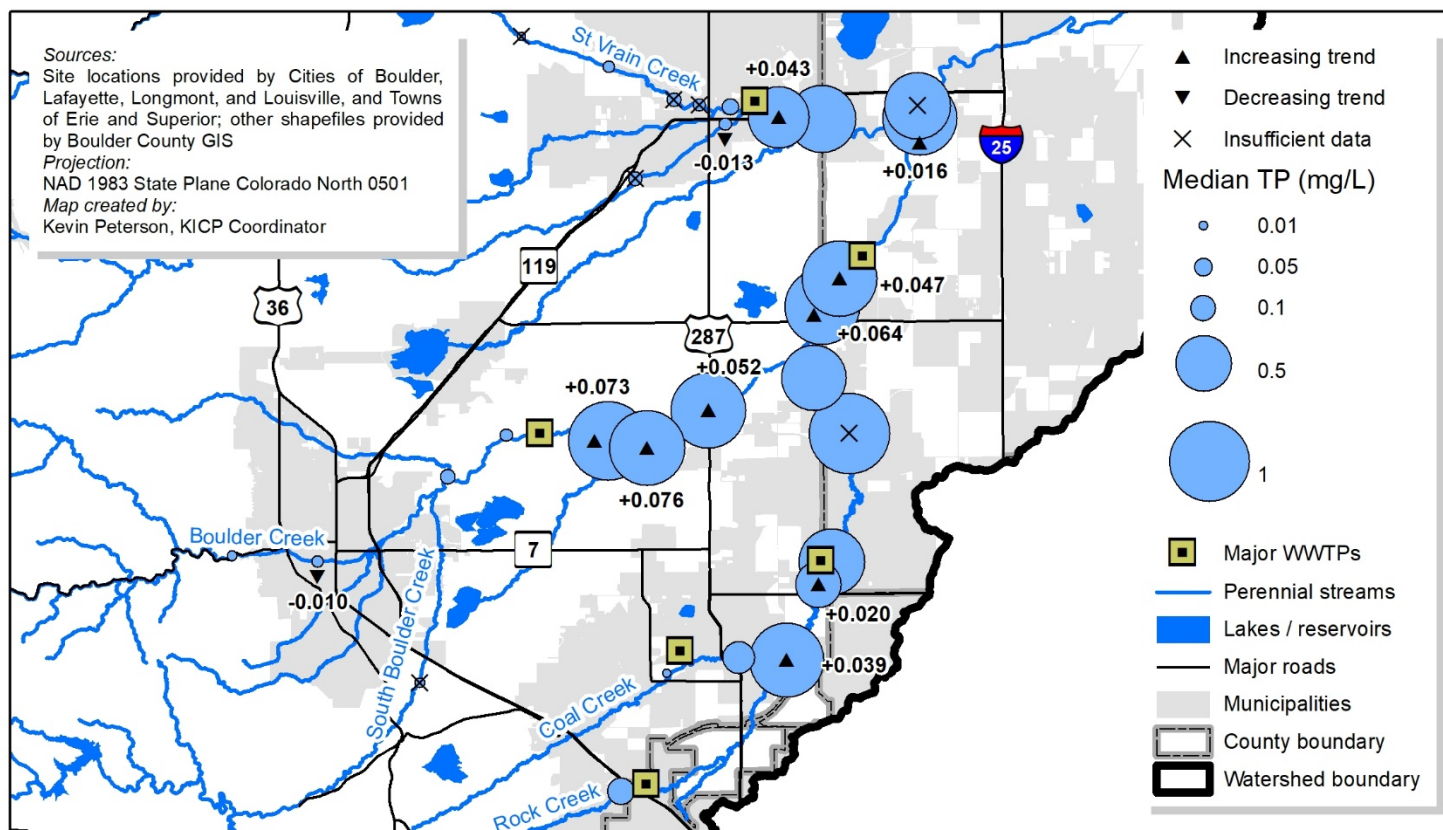 Sources:
Site locations provided by Cities of Boulder,
Lafayette, Longmont, and Louisville, and Towns
of Erie and Superior; other shapefiles provided
by Boulder County GIS
Projection:
NAD 1983 State Plane Colorado North 0501
Map created by:
Kevin Peterson, KICP Coordinator
St Vrain Creek
+0.043
-0.013
+0.016
25
119
36
287
+0.047
+0.064
+0.052
+0.073
+0.076
Boulder Creek
-0.010
South Boulder Creek
7
+0.020
+0.039
Coal Creek
Rock Creek
Increasing trend
Decreasing trend
Insufficient data
Median TP (mg/L)
0.01
0.05
0.1
0.5
1
Major WWTPs
Perennial streams
Lakes / reservoirs
Major roads
Municipalities
County boundary
Watershed boundary